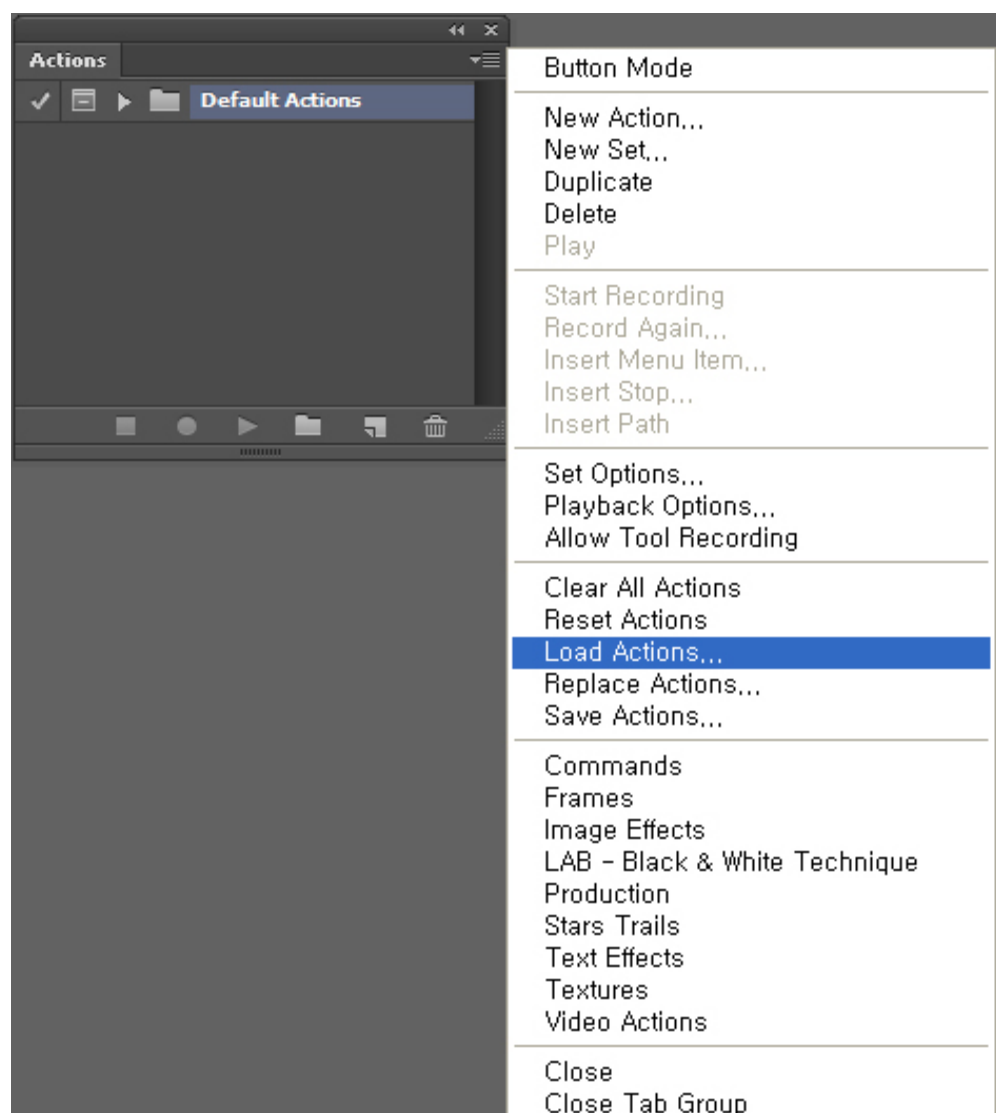 Actions
Default Actions
Button Mode
New Action...
New Set...
Duplicate
Delete
Play
Start Recording
Record Again...
Insert Menu Item...
Insert Stop...
Insert Path
Set Options...
Playback Options...
Allow Tool Recording
Clear All Actions
Reset Actions
Load Actions...
Replace Actions...
Save Actions...
Commands
Frames
Image Effects
LAB - Black & White Technique
Production
Stars Trails
Text Effects
Textures
Video Actions
Close
Close Tab Group